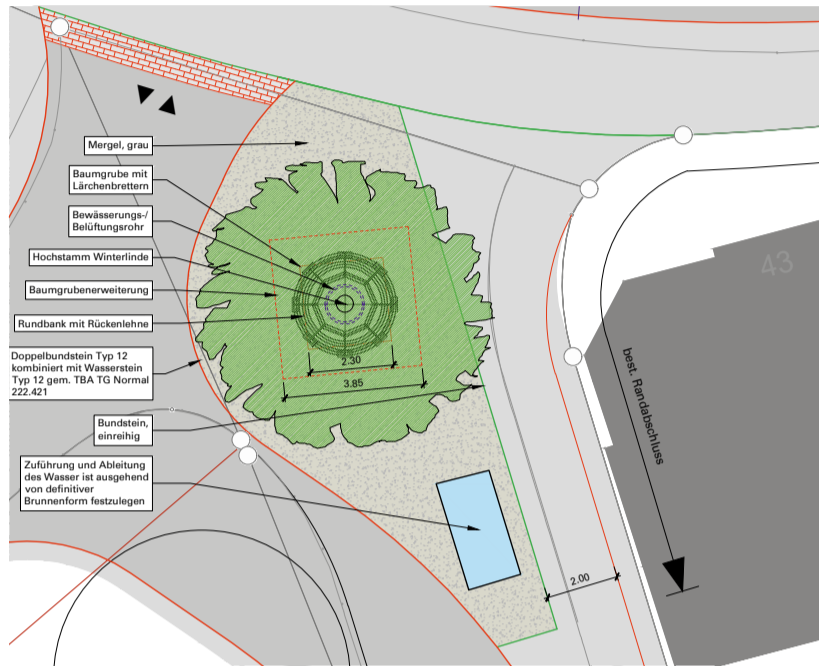 43
Mergel, grau
Baumgrube mit
Lärchenbrettern
Bewässerungs-/
Belüftungsrohr
Hochstamm Winterlinde
Baumgrubenerweiterung
Rundbank mit Rückenlehne
Doppelbundstein Typ 12
kombiniert mit Wasserstein
Typ 12 gem. TBA TG Normal
222.421
Bundstein,
einreihig
Zuführung und Ableitung
des Wasser ist ausgehend
von definitiver
Brunnenform festzulegen
2.30
3.85
best. Randabschluss
2.00